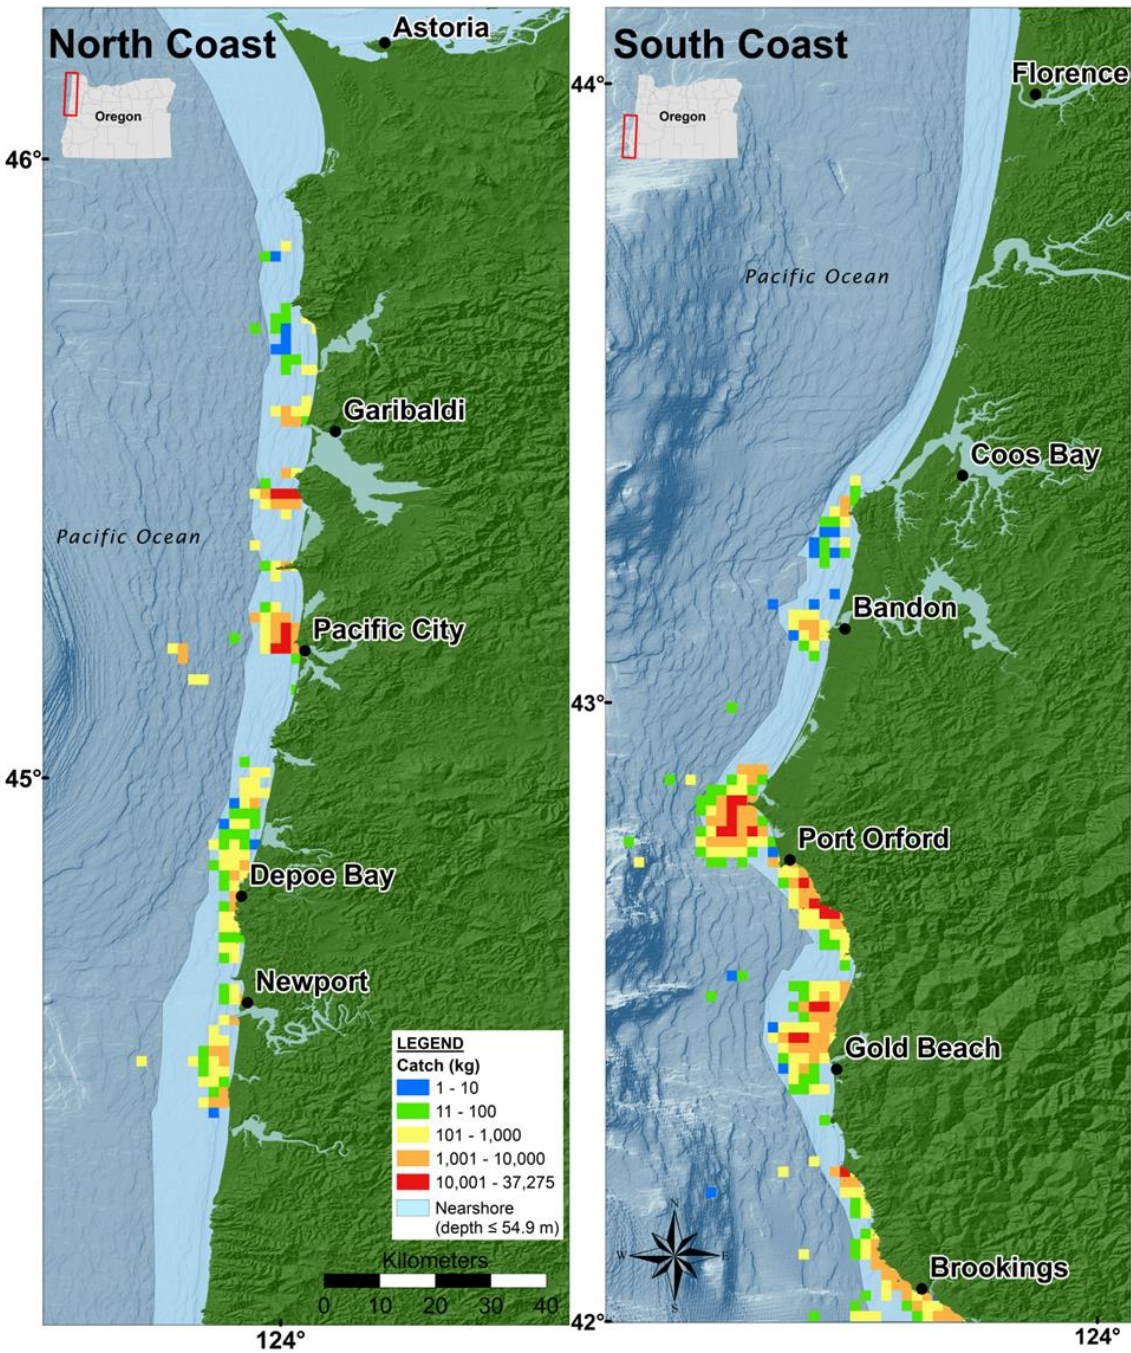 North Coast
Astoria
Oregon
46°
Garibaldi
Pacific Ocean
Pacific City
45°
Depoe Bay
Newport
LEGEND
Catch (kg)
1 - 10
11 - 100
101 - 1,000
1,001 - 10,000
10,001 - 37,275
Nearshore
(depth ≤ 54.9 m)
Kilometers
0 10 20 30 40
124°
South Coast
44°
Florence
Oregon
Pacific Ocean
Coos Bay
Bandon
43°
Port Orford
Gold Beach
N
W E
S
Brookings
42°
124°